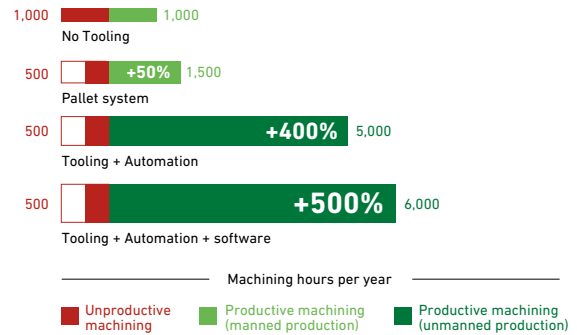 1,000 1,000
No Tooling
500 +50% 1,500
Pallet system
500 +400% 5,000
Tooling + Automation
500 +500% 6,000
Tooling + Automation + software
Machining hours per year
Unproductive machining
Productive machining (manned production)
Productive machining (unmanned production)